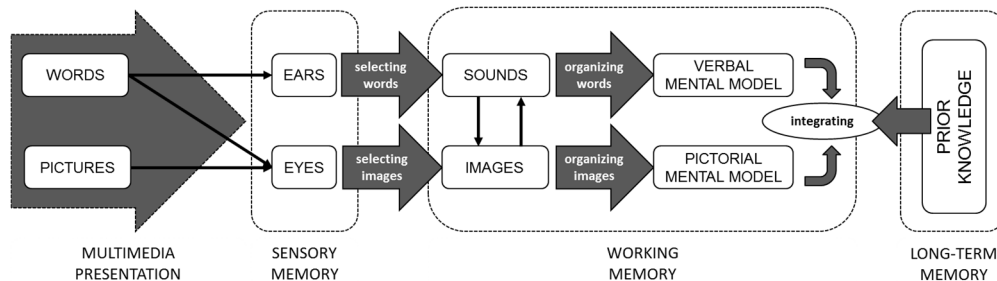 WORDS
PICTURES
EARS
EYES
selecting
words
selecting
images
SOUNDS
IMAGES
organizing
words
organizing
images
VERBAL
MENTAL MODEL
PICTORIAL
MENTAL MODEL
integrating
PRIOR
KNOWLEDGE
MULTIMEDIA
PRESENTATION
SENSORY
MEMORY
WORKING
MEMORY
LONG-TERM
MEMORY